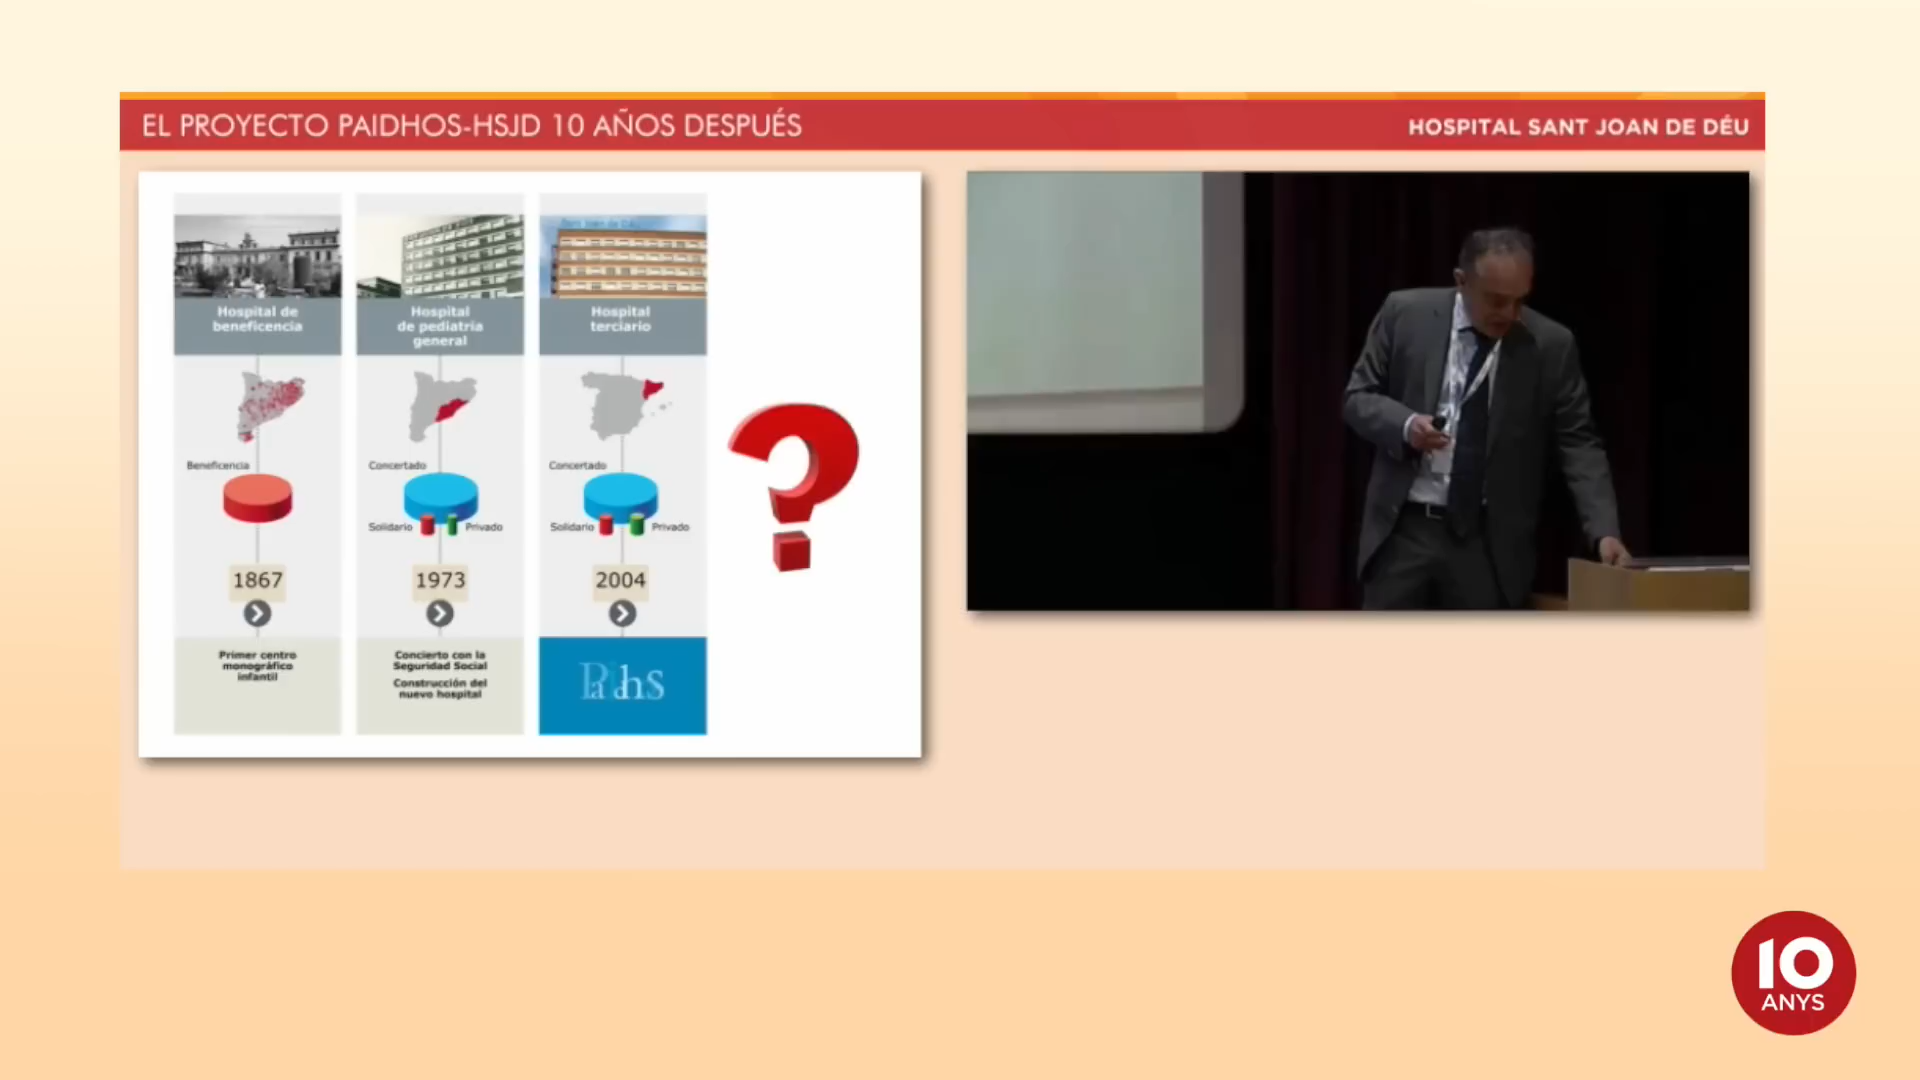 EL PROYECTO PAIDHOS-HSJD 10 AÑOS DESPUÉS
HOSPITAL SANT JOAN DE DÉU
Hospital de
beneficencia
Beneficencia
1867
Primer centro
monográfico
infantil
Hospital
de pediatría
general
Concertado
Solidario
Privado
1973
Concierto con la
Seguridad Social
Construcción del
nuevo hospital
Hospital
terciario
Concertado
Solidario
Privado
2004
Paidhos
?
10
ANYS